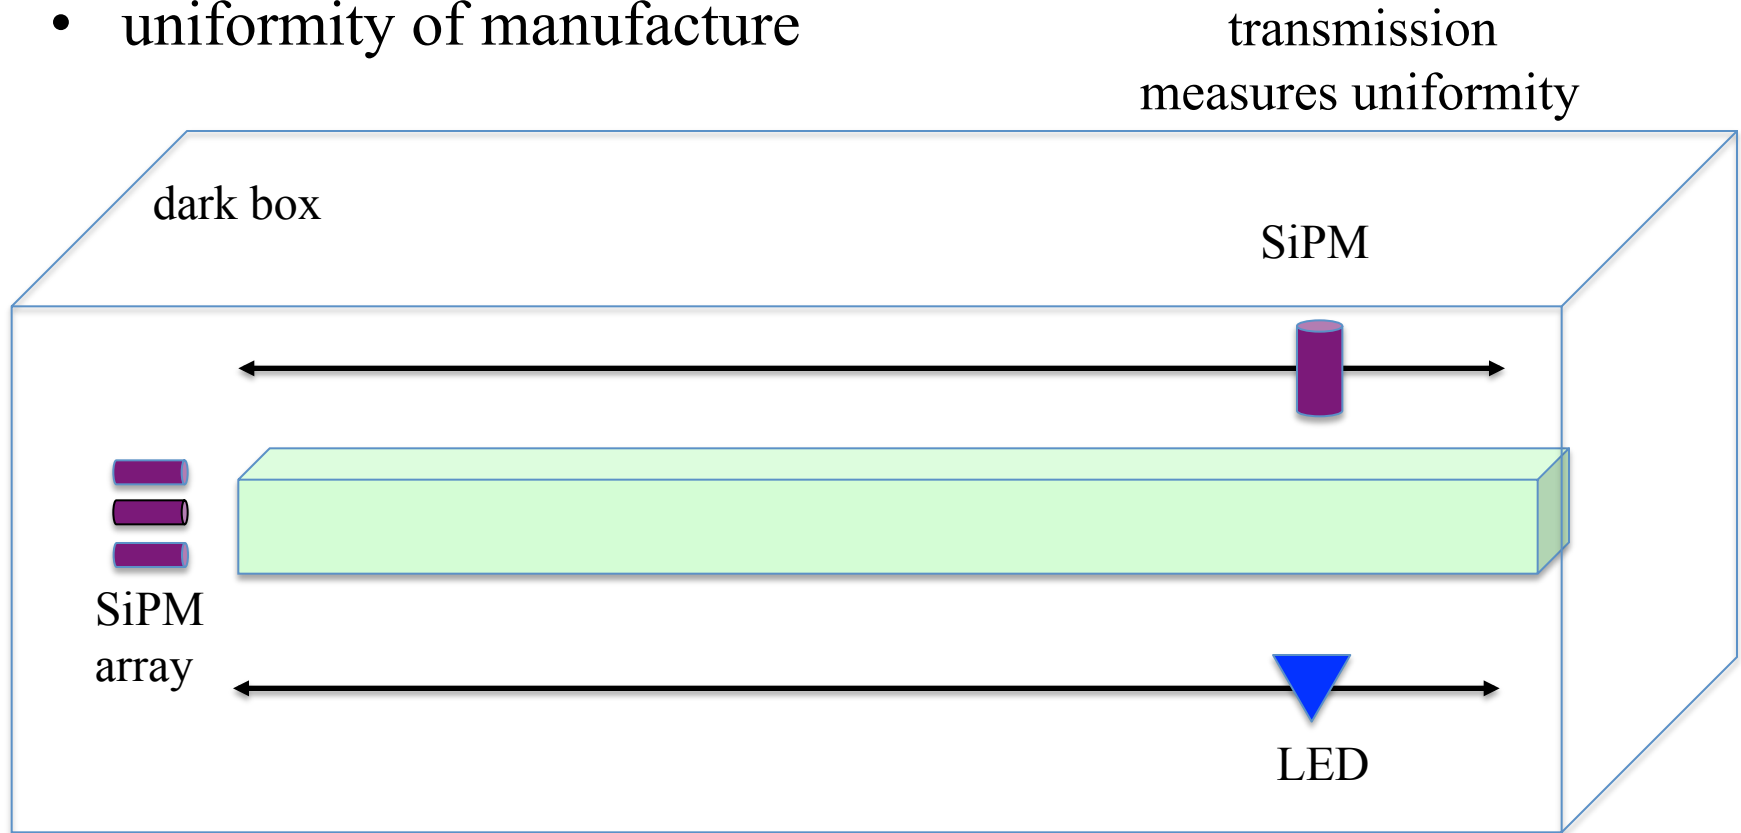 • uniformity of manufacture
transmission
measures uniformity
dark box
SiPM
SiPM
array
LED